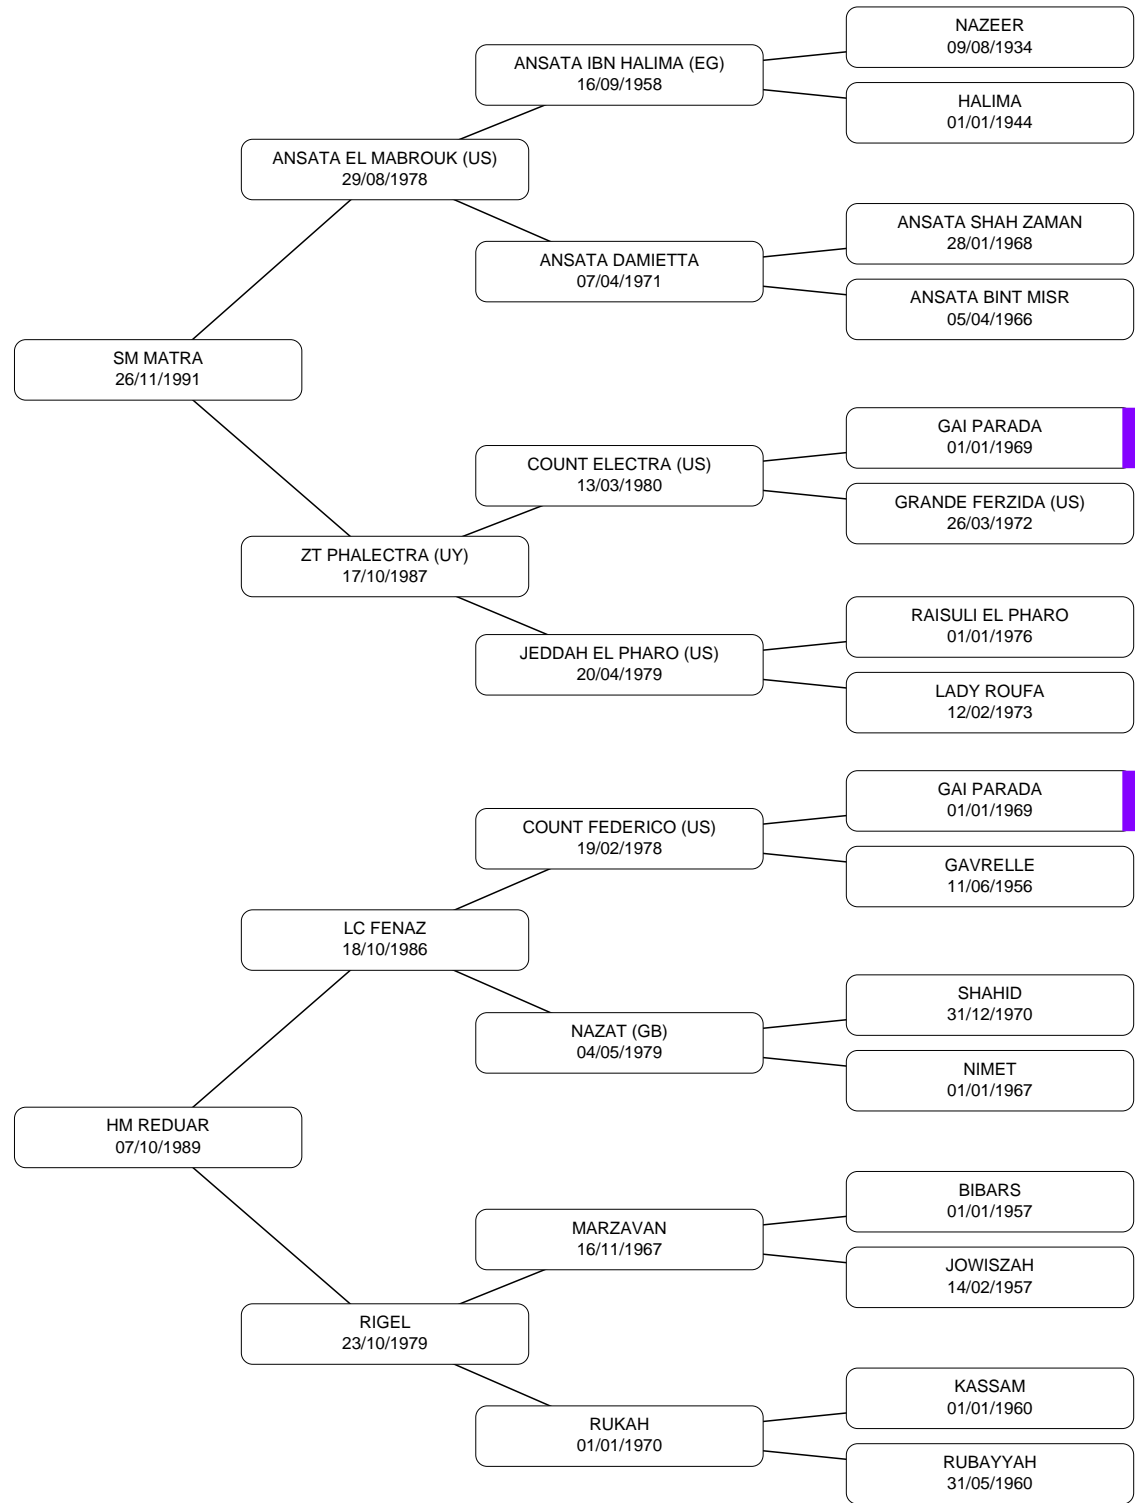 NAZEER
09/08/1934
ANSATA IBN HALIMA (EG)
16/09/1958
HALIMA
01/01/1944
ANSATA EL MABROUK (US)
29/08/1978
ANSATA SHAH ZAMAN
28/01/1968
ANSATA DAMIETTA
07/04/1971
ANSATA BINT MISR
05/04/1966
SM MATRA
26/11/1991
GAI PARADA
01/01/1969
COUNT ELECTRA (US)
13/03/1980
GRANDE FERZIDA (US)
26/03/1972
ZT PHALECTRA (UY)
17/10/1987
RAISULI EL PHARO
01/01/1976
JEDDAH EL PHARO (US)
20/04/1979
LADY ROUFA
12/02/1973
GAI PARADA
01/01/1969
COUNT FEDERICO (US)
19/02/1978
GAVRELLE
11/06/1956
LC FENAZ
18/10/1986
SHAHID
31/12/1970
NAZAT (GB)
04/05/1979
NIMET
01/01/1967
HM REDUAR
07/10/1989
BIBARS
01/01/1957
MARZAVAN
16/11/1967
JOWISZAH
14/02/1957
RIGEL
23/10/1979
KASSAM
01/01/1960
RUKAH
01/01/1970
RUBAYYAH
31/05/1960